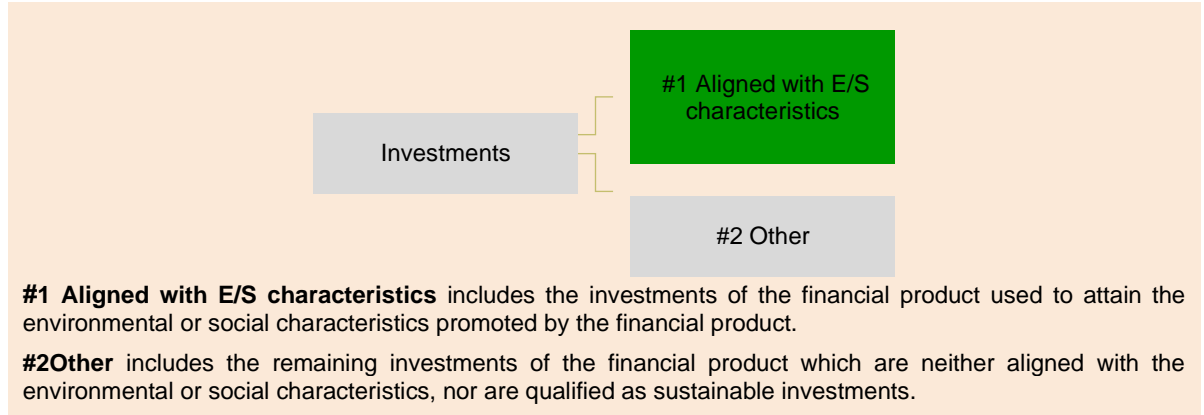 #1 Aligned with E/S
characteristics
Investments
#2 Other
#1 Aligned with E/S characteristics includes the investments of the financial product used to attain the
environmental or social characteristics promoted by the financial product.
#2Other includes the remaining investments of the financial product which are neither aligned with the
environmental or social characteristics, nor are qualified as sustainable investments.